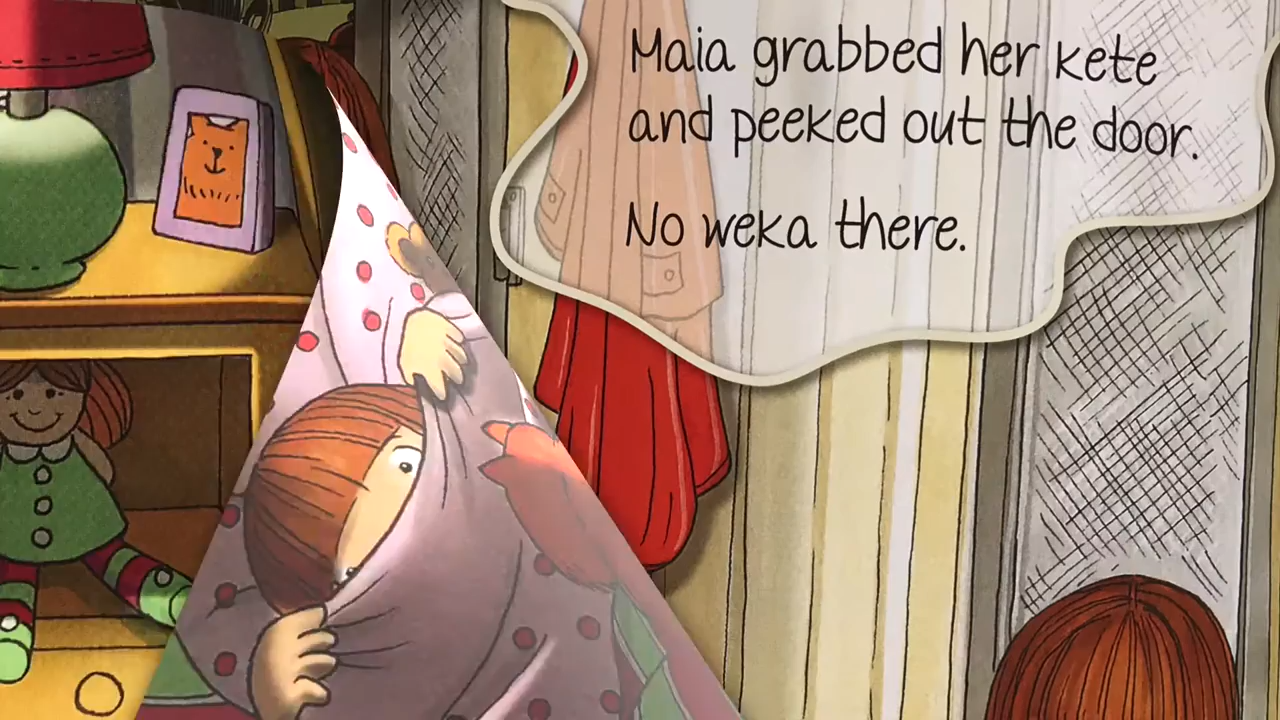 Maia grabbed her kete
and peeked out the door.
No weka there.